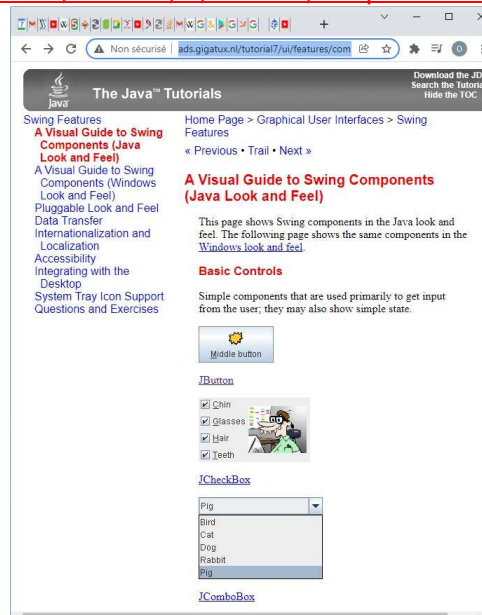 Non sécurisé
ads.gigatux.nl/tutorial7/ui/features/com
Java
The Java™ Tutorials
Download the JD
Search the Tutoria
Hide the TOC
Swing Features
A Visual Guide to Swing
Components (Java
Look and Feel)
A Visual Guide to Swing
Components (Windows
Look and Feel)
Pluggable Look and Feel
Data Transfer
Internationalization and
Localization
Accessibility
Integrating with the
Desktop
System Tray Icon Support
Questions and Exercises
Home Page > Graphical User Interfaces > Swing
Features
« Previous • Trail • Next »
A Visual Guide to Swing Components
(Java Look and Feel)
This page shows Swing components in the Java look and
feel. The following page shows the same components in the
Windows look and feel.
Basic Controls
Simple components that are used primarily to get input
from the user; they may also show simple state.
Middle button
JButton
Chin
Glasses
Hair
Teeth
JCheckBox
Pig
Bird
Cat
Dog
Rabbit
Pig
JComboBox